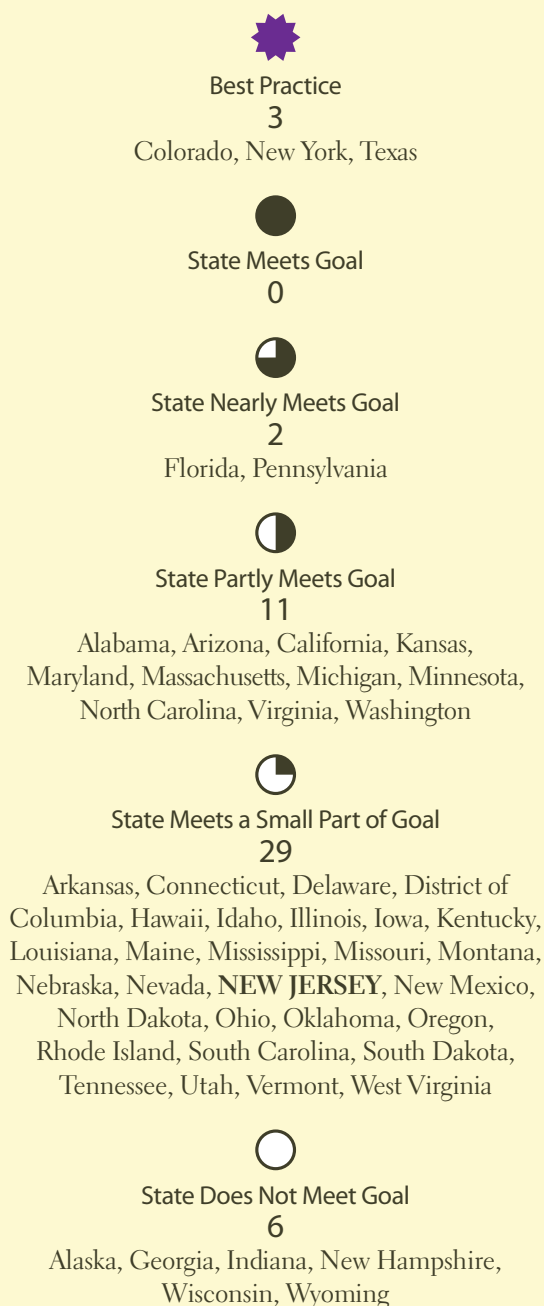 Best Practice
3
Colorado, New York, Texas
State Meets Goal
0
State Nearly Meets Goal
2
Florida, Pennsylvania
State Partly Meets Goal
11
Alabama, Arizona, California, Kansas,
Maryland, Massachusetts, Michigan, Minnesota,
North Carolina, Virginia, Washington
State Meets a Small Part of Goal
29
Arkansas, Connecticut, Delaware, District of
Columbia, Hawaii, Idaho, Illinois, Iowa, Kentucky,
Louisiana, Maine, Mississippi, Missouri, Montana,
Nebraska, Nevada, NEW JERSEY, New Mexico,
North Dakota, Ohio, Oklahoma, Oregon,
Rhode Island, South Carolina, South Dakota,
Tennessee, Utah, Vermont, West Virginia
State Does Not Meet Goal
6
Alaska, Georgia, Indiana, New Hampshire,
Wisconsin, Wyoming